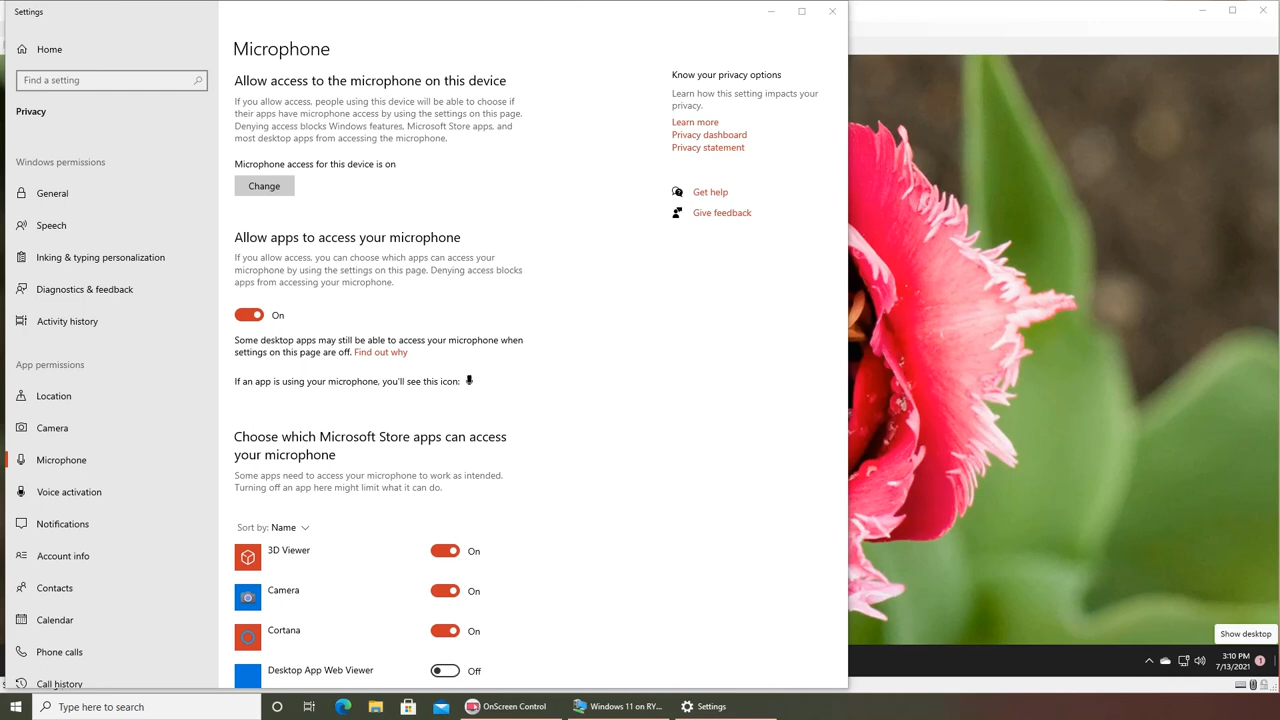 Settings
Home
Find a setting
Privacy
Windows permissions
General
Speech
Inking & typing personalization
Diagnostics & feedback
Activity history
App permissions
Location
Camera
Microphone
Voice activation
Notifications
Account info
Contacts
Calendar
Phone calls
Call history
Microphone
Allow access to the microphone on this device
If you allow access, people using this device will be able to choose if
their apps have microphone access by using the settings on this page.
Denying access blocks Windows features, Microsoft Store apps, and
most desktop apps from accessing the microphone.
Microphone access for this device is on
Change
Allow apps to access your microphone
If you allow access, you can choose which apps can access your
microphone by using the settings on this page. Denying access blocks
apps from accessing your microphone.
On
Some desktop apps may still be able to access your microphone when
settings on this page are off. Find out why
If an app is using your microphone, you'll see this icon:
Choose which Microsoft Store apps can access
your microphone
Some apps need to access your microphone to work as intended.
Turning off an app here might limit what it can do.
Sort by: Name
3D Viewer On
Camera On
Cortana On
Desktop App Web Viewer Off
Know your privacy options
Learn how this setting impacts your
privacy.
Learn more
Privacy dashboard
Privacy statement
Get help
Give feedback
Show desktop
3:10 PM
7/13/2021
1
Type here to search
OnScreen Control
Windows 11 on RY...
Settings